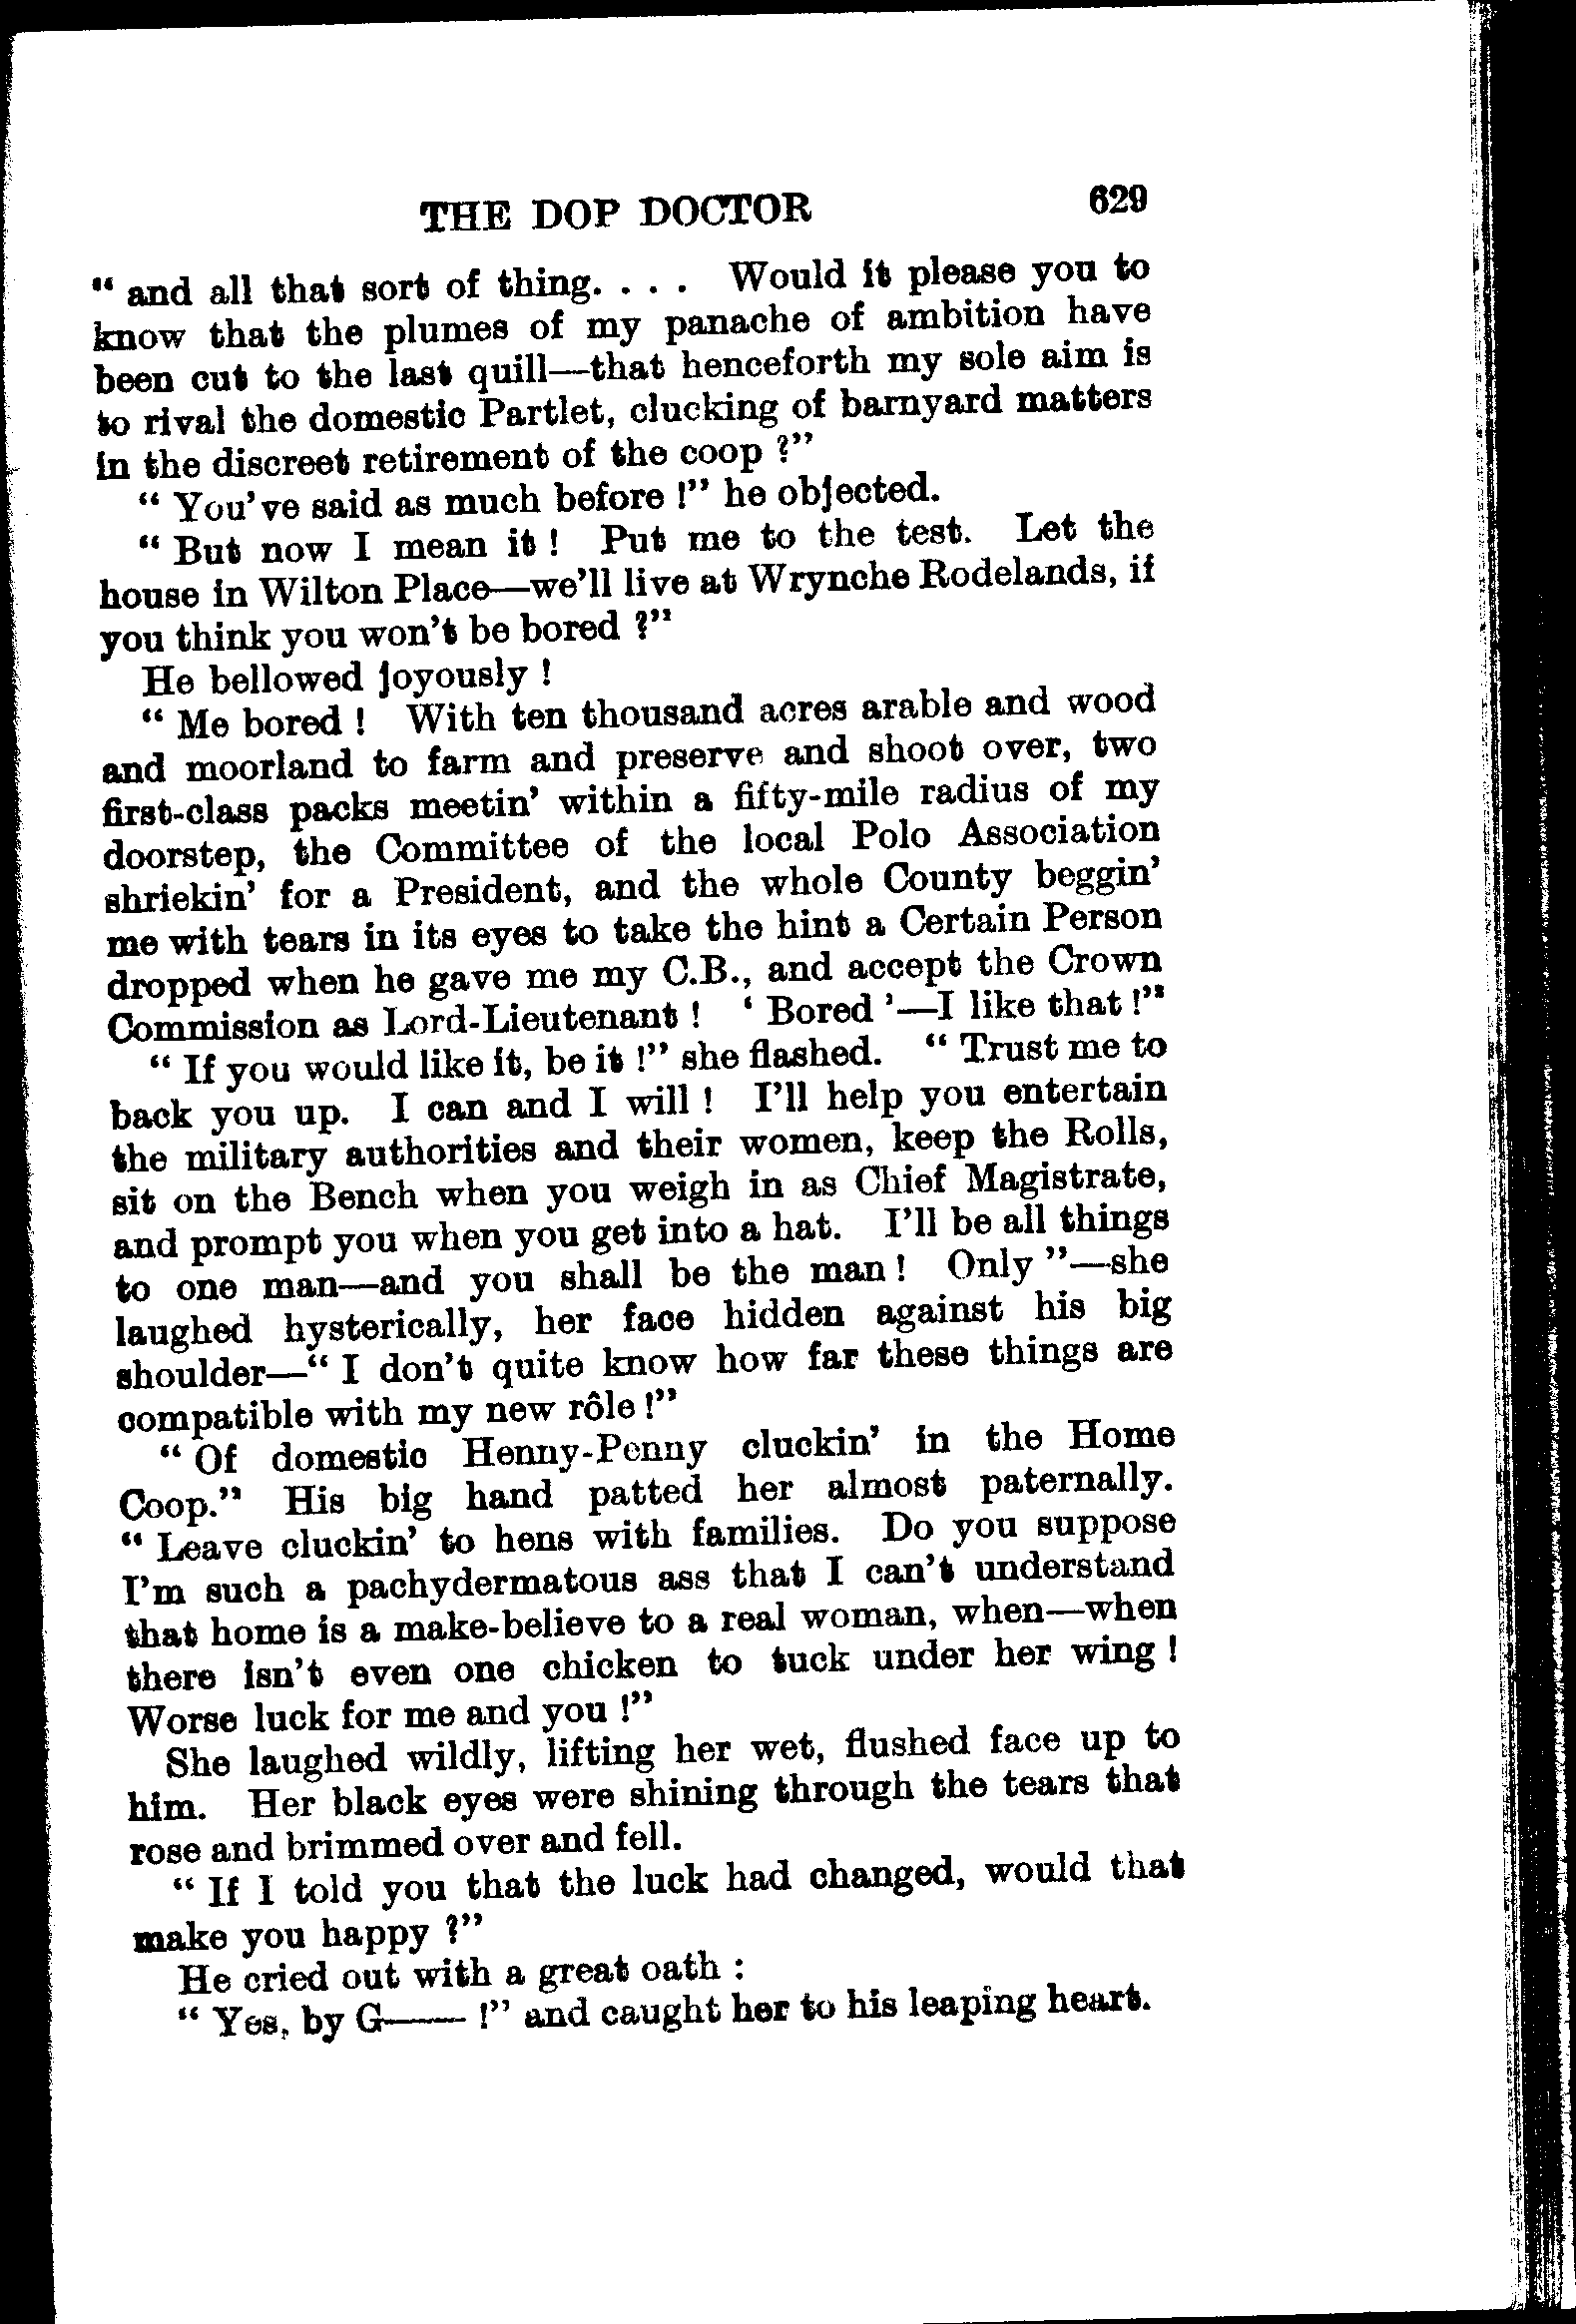 THE DOP DOCTOR 629
“ and all that sort of thing. . . . Would it please you to
know that the plumes of my panache of ambition have
been cut to the last quill—that henceforth my sole aim is
to rival the domestic Partlet, clucking of barnyard matters
in the discreet retirement of the coop ?”
“ You’ve said as much before !” he objected.
“ But now I mean it ! Put me to the test. Let the
house in Wilton Place—we’ll live at Wrynche Rodelands, if
you think you won’t be bored ?”
He bellowed joyously !
“ Me bored ! With ten thousand acres arable and wood
and moorland to farm and preserve and shoot over, two
first-class packs meetin’ within a fifty-mile radius of my
doorstep, the Committee of the local Polo Association
shriekin’ for a President, and the whole County beggin’
me with tears in its eyes to take the hint a Certain Person
dropped when he gave me my C.B., and accept the Crown
Commission as Lord-Lieutenant ! ‘ Bored ’—I like that !”
“ If you would like it, be it !” she flashed. “ Trust me to
back you up. I can and I will ! I’ll help you entertain
the military authorities and their women, keep the Rolls,
sit on the Bench when you weigh in as Chief Magistrate,
and prompt you when you get into a hat. I’ll be all things
to one man—and you shall be the man ! Only ”—she
laughed hysterically, her face hidden against his big
shoulder—“ I don’t quite know how far these things are
compatible with my new rôle !”
“ Of domestic Henny-Penny cluckin’ in the Home
Coop.” His big hand patted her almost paternally.
“ Leave cluckin’ to hens with families. Do you suppose
I’m such a pachydermatous ass that I can’t understand
that home is a make-believe to a real woman, when—when
there isn’t even one chicken to tuck under her wing !
Worse luck for me and you !”
She laughed wildly, lifting her wet, flushed face up to
him. Her black eyes were shining through the tears that
rose and brimmed over and fell.
“ If I told you that the luck had changed, would that
make you happy ?”
He cried out with a great oath :
“ Yes, by G—— !” and caught her to his leaping heart.